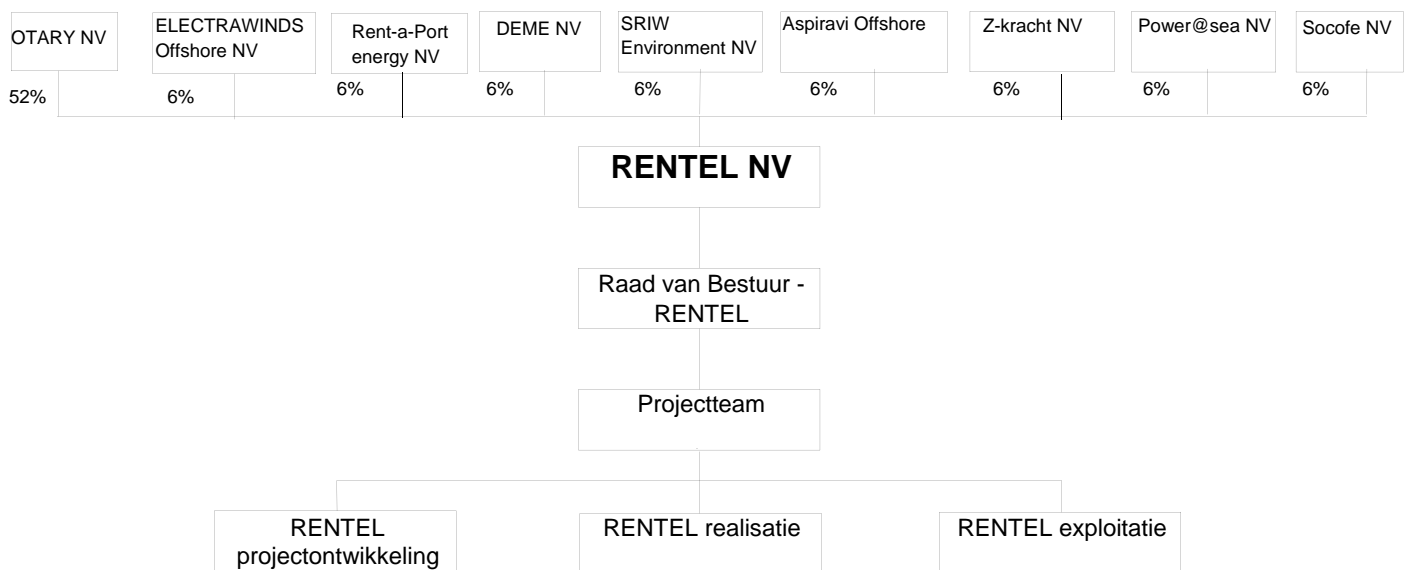 OTARY NV
ELECTRAWINDS
Offshore NV
Rent-a-Port
energy NV
DEME NV
SRIW
Environment NV
Aspiravi Offshore
Z-kracht NV
Power@sea NV
Socofe NV
52%
6%
6%
6%
6%
6%
6%
6%
6%
RENTEL NV
Raad van Bestuur -
RENTEL
Projectteam
RENTEL
projectontwikkeling
RENTEL realisatie
RENTEL exploitatie